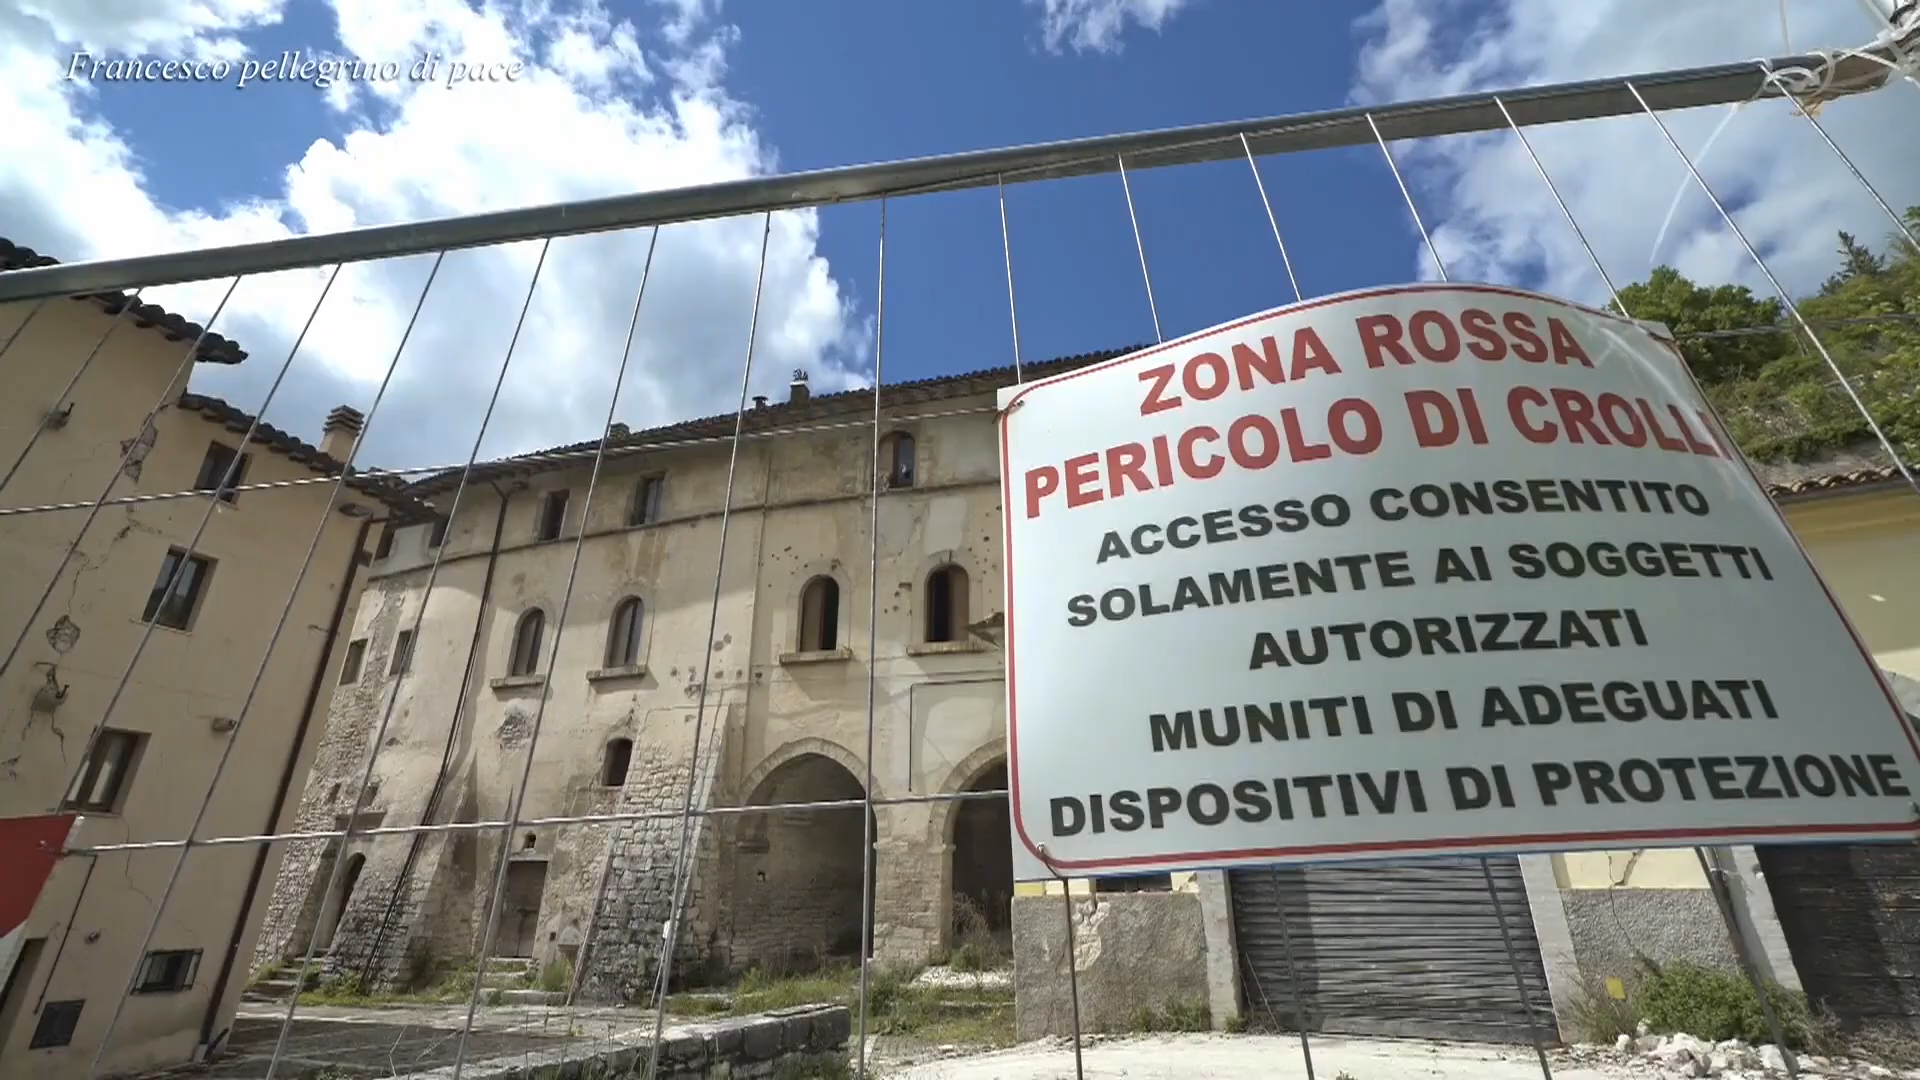 Francesco pellegrino di pace
ZONA ROSSA
PERICOLO DI CROLLI
ACCESSO CONSENTITO
SOLAMENTE AI SOGGETTI
AUTORIZZATI
MUNITI DI ADEGUATI
DISPOSITIVI DI PROTEZIONE